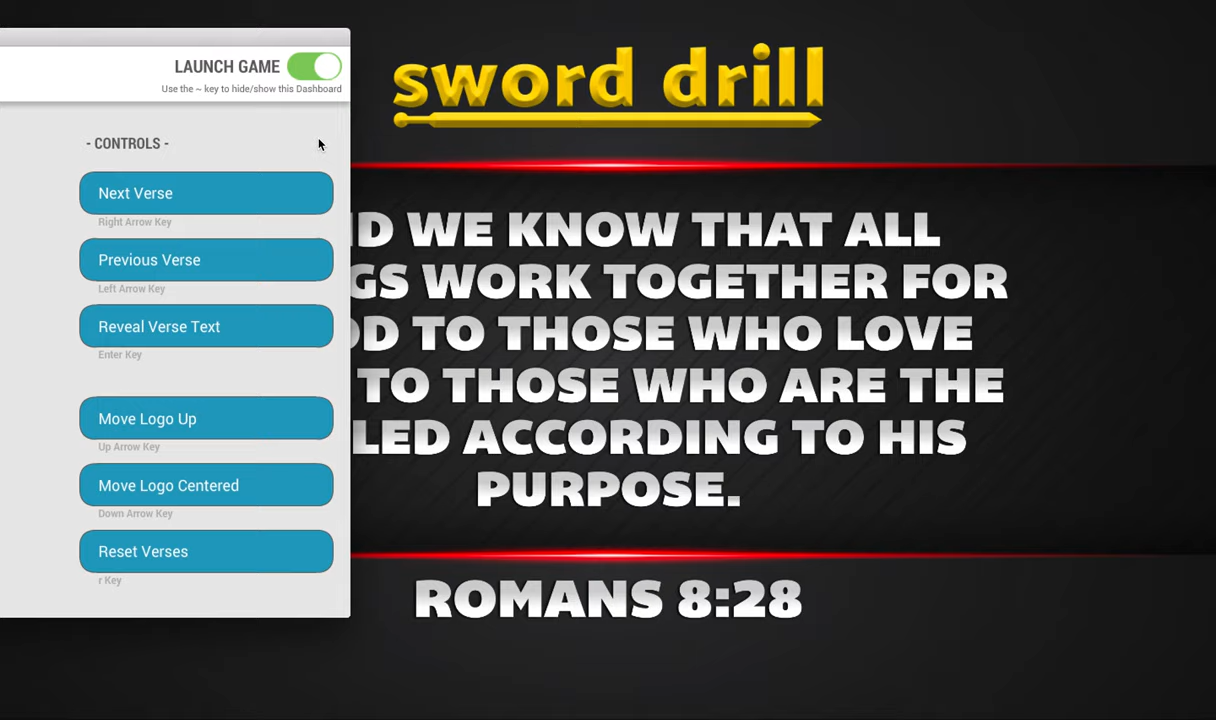 LAUNCH GAME
Use the ~ key to hide/show this Dashboard
- CONTROLS -
Next Verse
Right Arrow Key
Previous Verse
Left Arrow Key
Reveal Verse Text
Enter Key
Move Logo Up
Up Arrow Key
Move Logo Centered
Down Arrow Key
Reset Verses
r Key
sword drill
WE KNOW THAT ALL
WORK TOGETHER FOR
TO THOSE WHO LOVE
TO THOSE WHO ARE THE
ACCORDING TO HIS
PURPOSE.
ROMANS 8:28